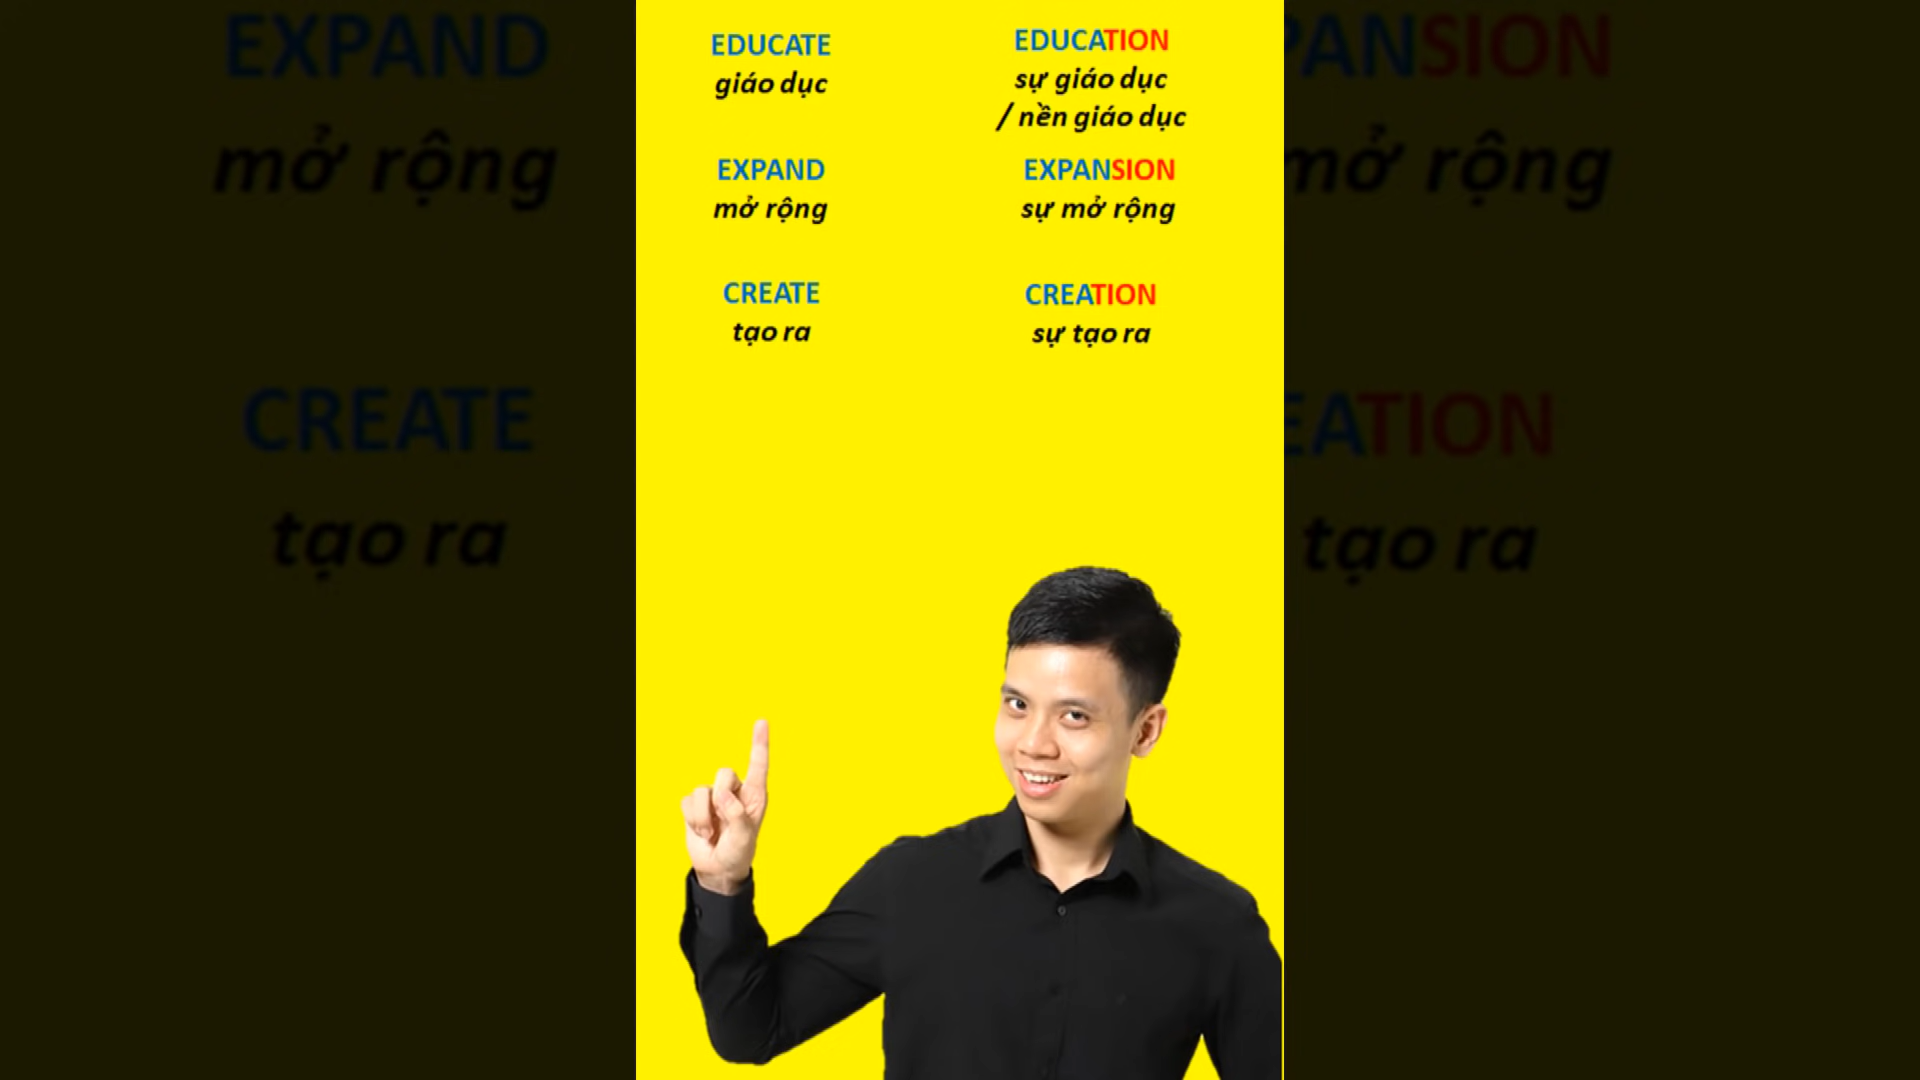 EDUCATE
giáo dục
EDUCATION
sự giáo dục
/ nền giáo dục
EXPAND
mở rộng
EXPANSION
sự mở rộng
CREATE
tạo ra
CREATION
sự tạo ra
EXPAND
mở rộng
CREATE
tạo ra
PANSION
mở rộng
EATION
tạo ra